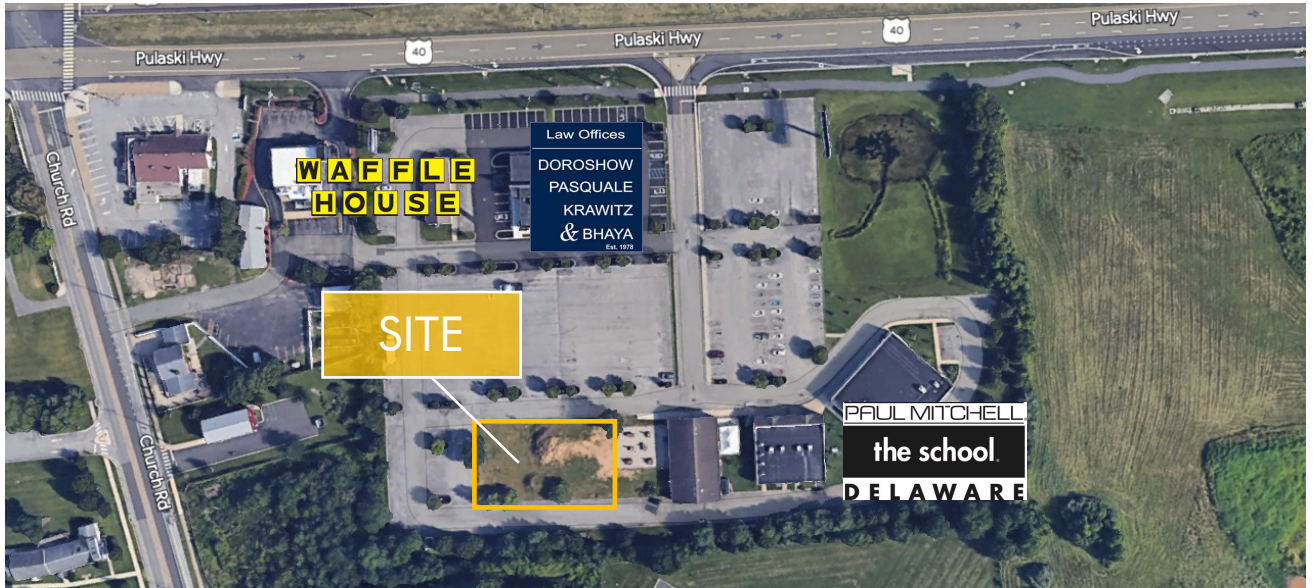 Pulaski Hwy
40
Pulaski Hwy
40
Pulaski Hwy
Church Rd
WAFFLE
HOUSE
Law Offices
DOROSHOW
PASQUALE
KRAWITZ
& BHAYA
Est. 1978
SITE
Church Rd
PAUL MITCHELL
the school.
DELAWARE